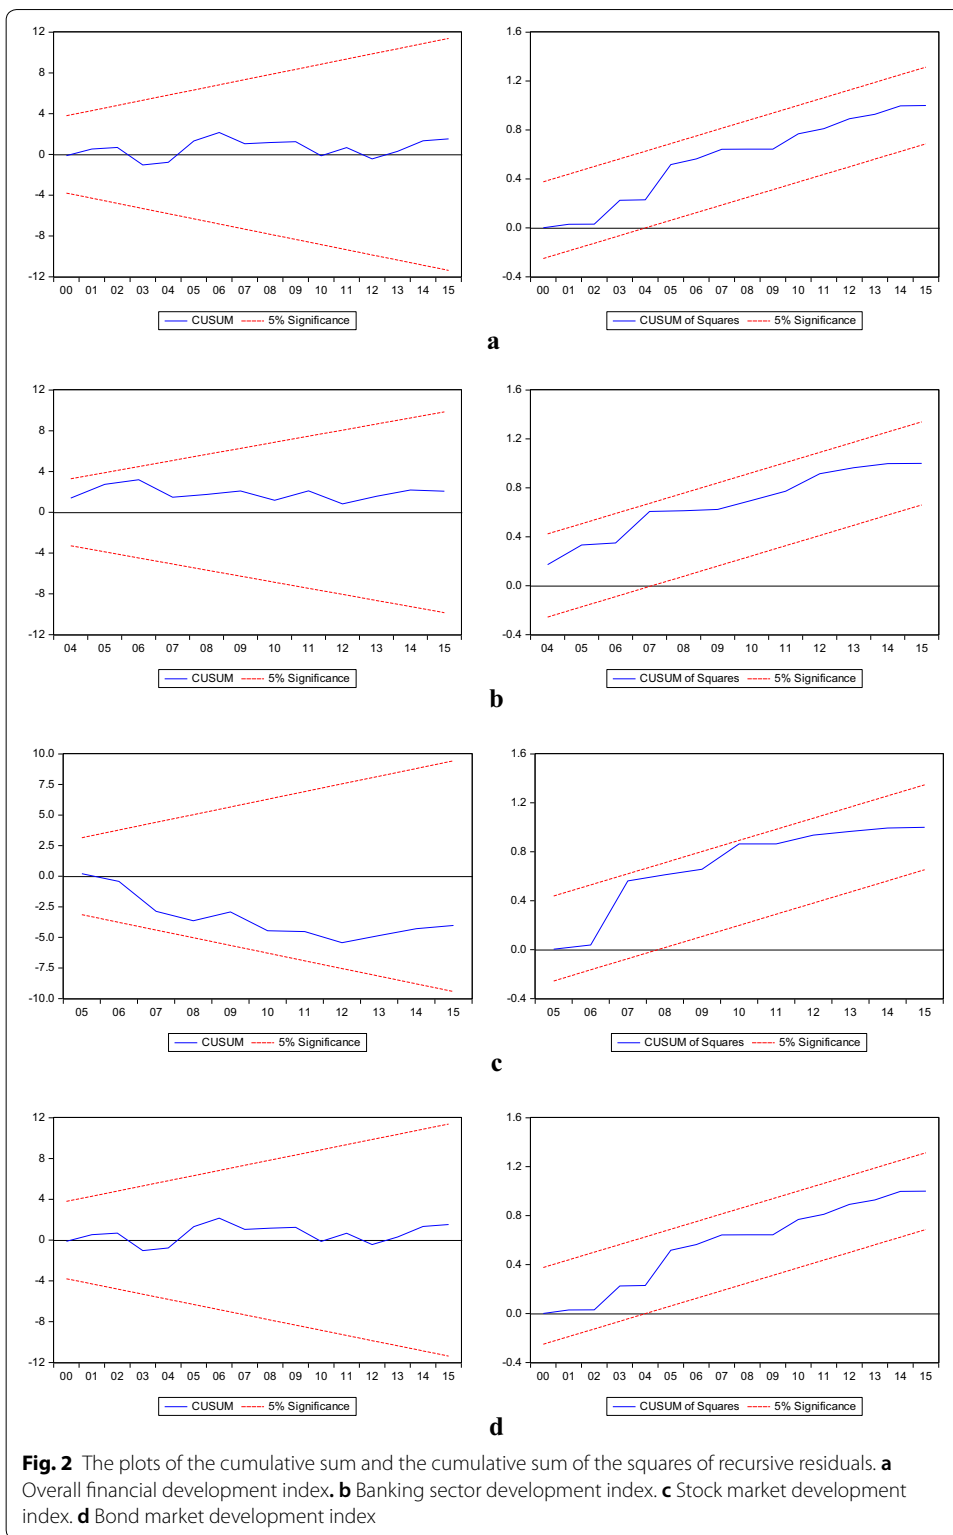 12
8
4
0
-4
-8
-12
00 01 02 03 04 05 06 07 08 09 10 11 12 13 14 15
CUSUM 5% Significance
1.6
1.2
0.8
0.4
0.0
-0.4
00 01 02 03 04 05 06 07 08 09 10 11 12 13 14 15
CUSUM of Squares 5% Significance
a
12
8
4
0
-4
-8
-12
04 05 06 07 08 09 10 11 12 13 14 15
CUSUM 5% Significance
1.6
1.2
0.8
0.4
0.0
-0.4
04 05 06 07 08 09 10 11 12 13 14 15
CUSUM of Squares 5% Significance
b
10.0
7.5
5.0
2.5
0.0
-2.5
-5.0
-7.5
-10.0
05 06 07 08 09 10 11 12 13 14 15
CUSUM 5% Significance
1.6
1.2
0.8
0.4
0.0
-0.4
05 06 07 08 09 10 11 12 13 14 15
CUSUM of Squares 5% Significance
c
12
8
4
0
-4
-8
-12
00 01 02 03 04 05 06 07 08 09 10 11 12 13 14 15
CUSUM 5% Significance
1.6
1.2
0.8
0.4
0.0
-0.4
00 01 02 03 04 05 06 07 08 09 10 11 12 13 14 15
CUSUM of Squares 5% Significance
d
Fig. 2 The plots of the cumulative sum and the cumulative sum of the squares of recursive residuals. a
Overall financial development index. b Banking sector development index. c Stock market development
index. d Bond market development index